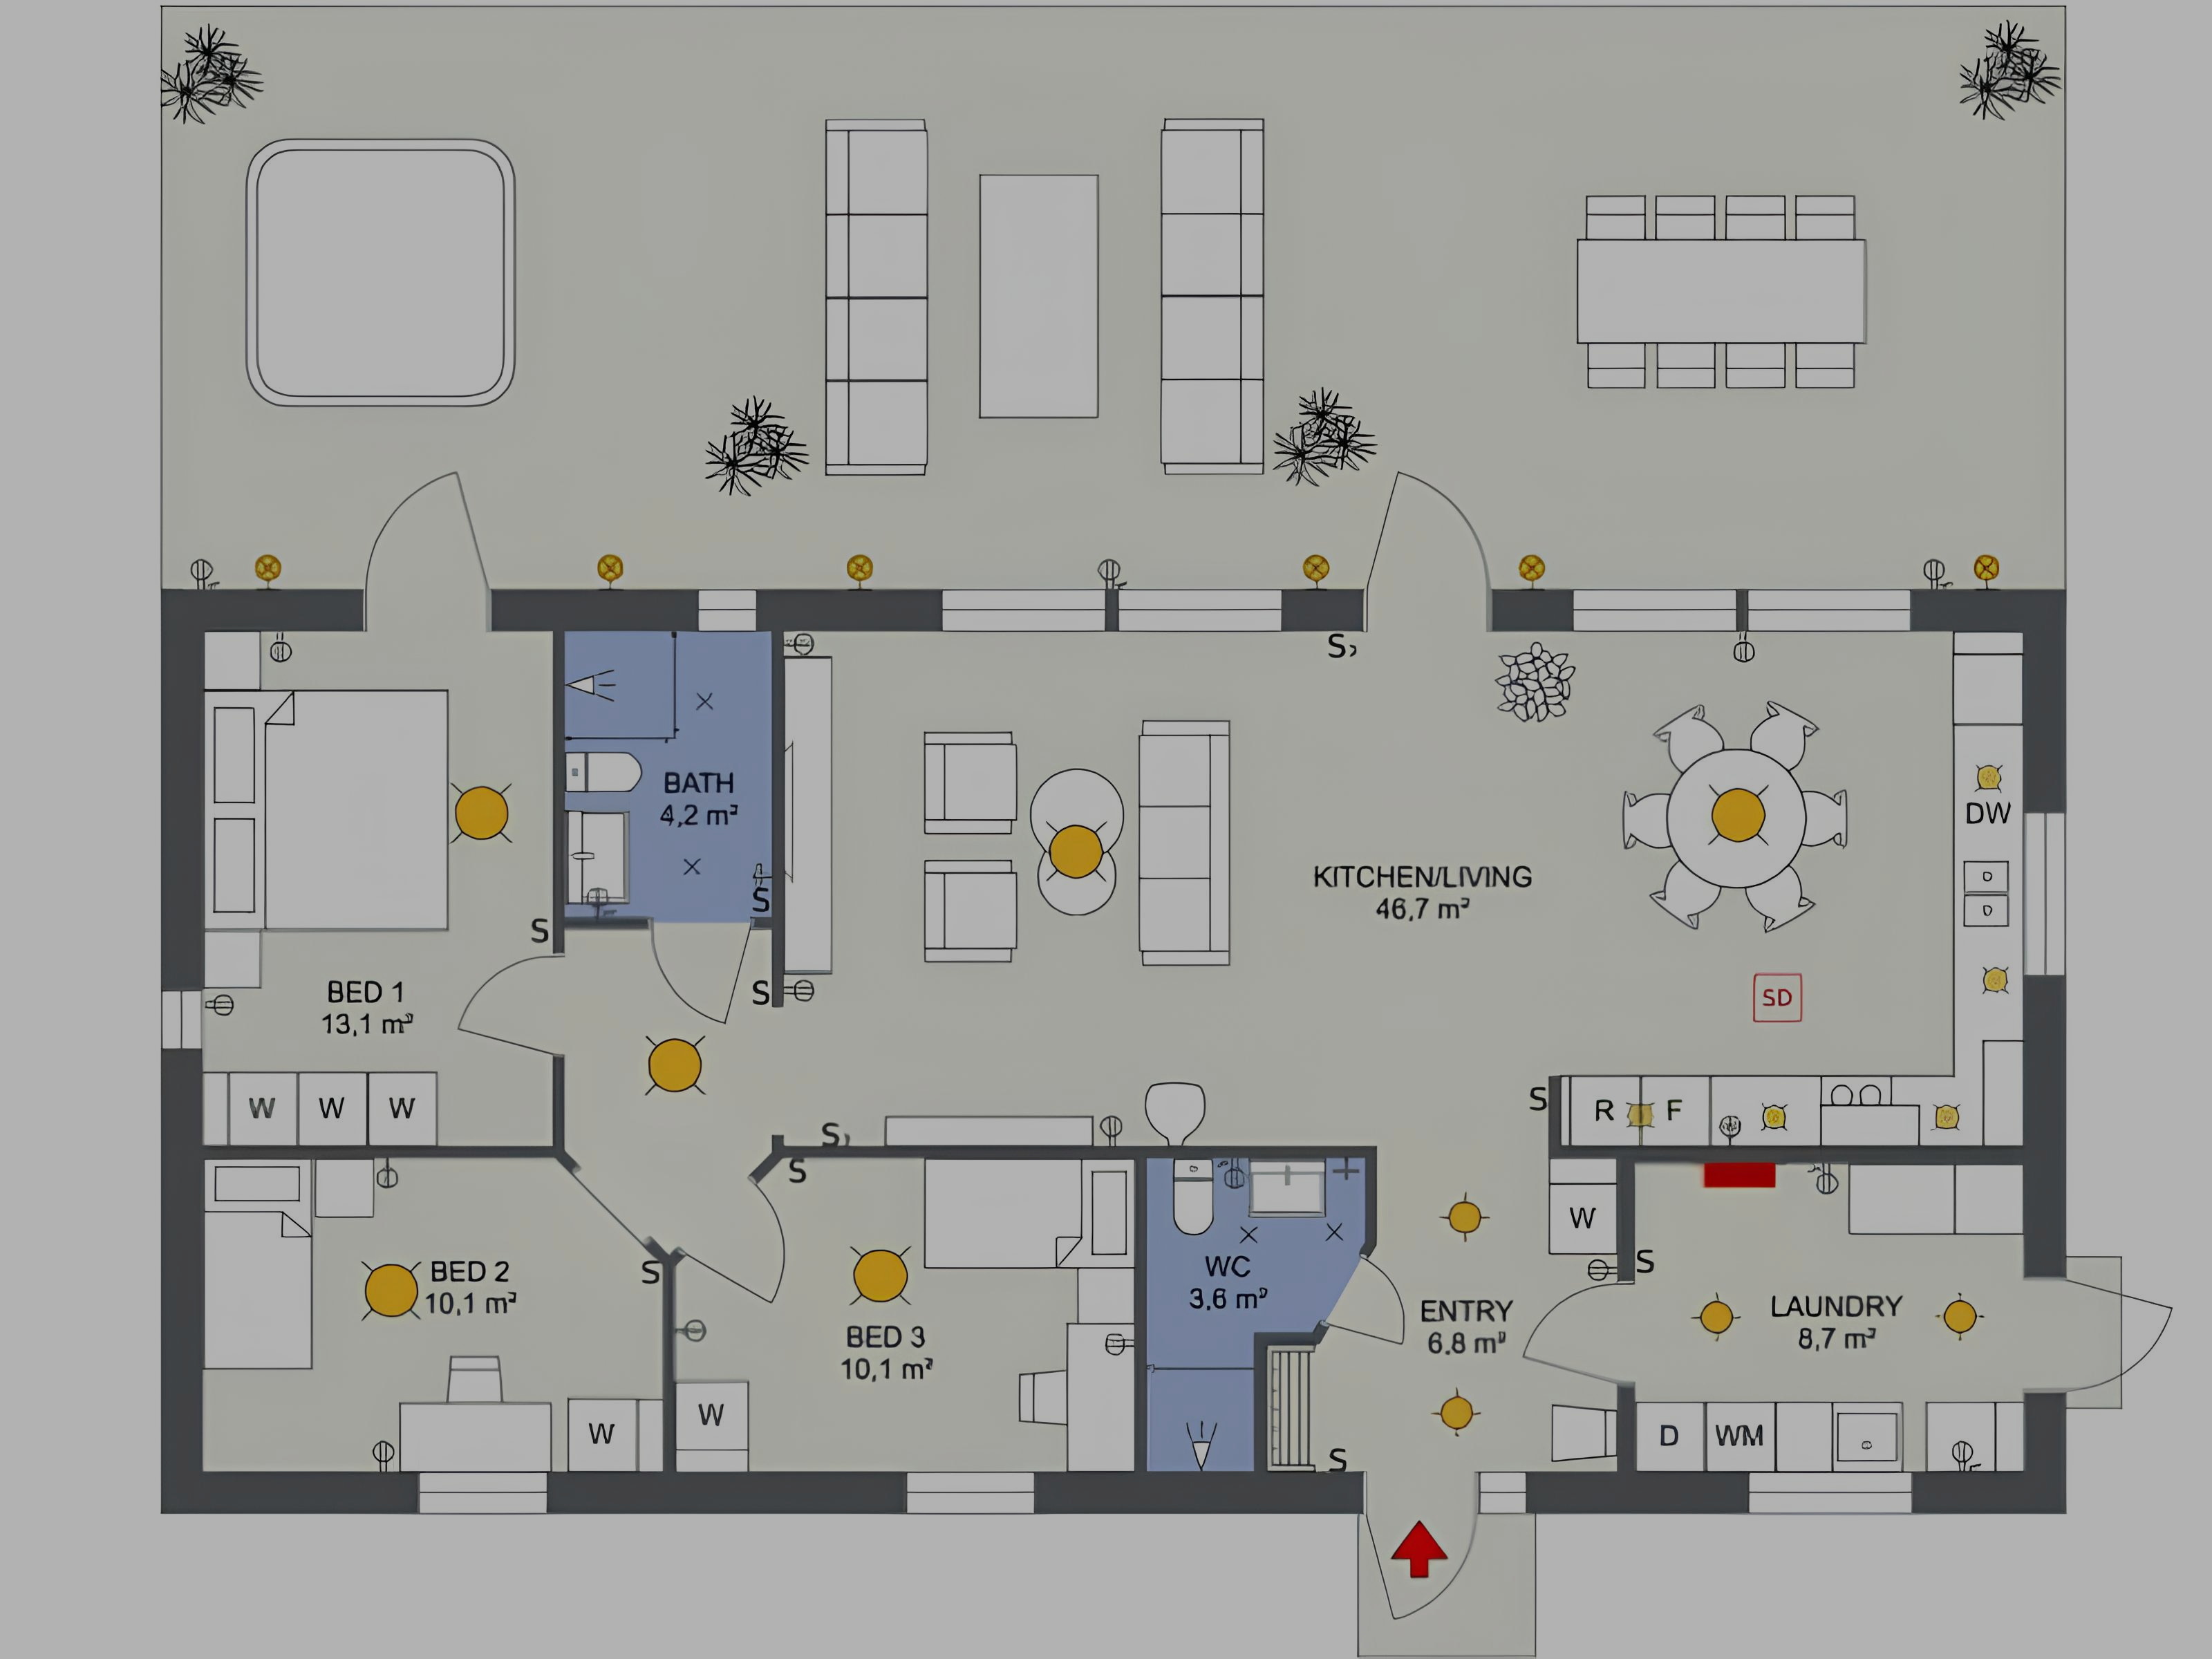 S
BATH
4,2 m²
DW
S
KITCHEN/LIVING
46,7 m²
S
BED 1
13,1 m²
S
SD
W
W
W
S
S
R
F
S
W
S
BED 2
10,1 m²
S
WC
3,6 m²
ENTRY
6.8 m²
LAUNDRY
8,7 m²
BED 3
10,1 m²
W
W
D
WM
S